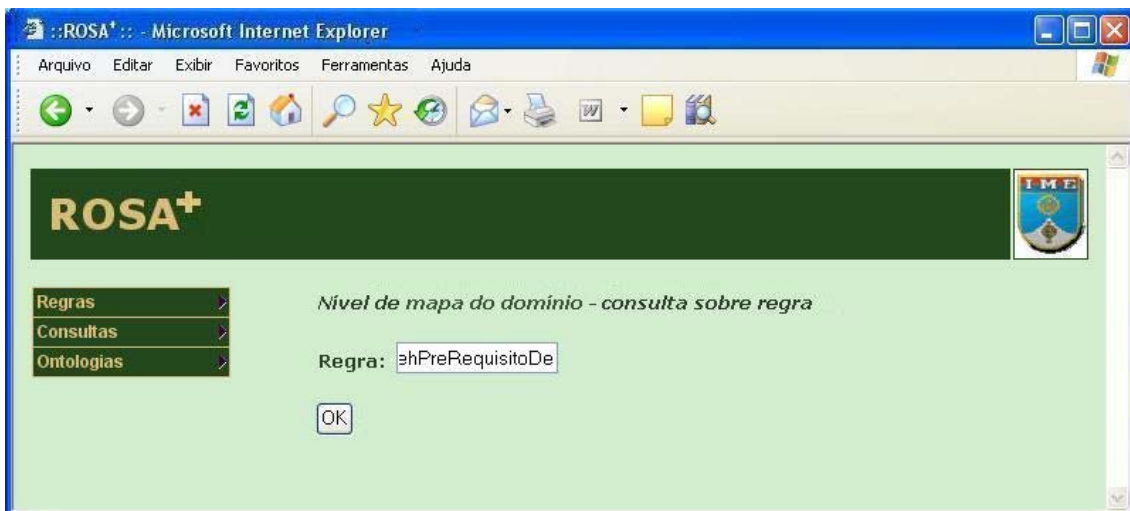 ::ROSA⁺:: - Microsoft Internet Explorer
Arquivo Editar Exibir Favoritos Ferramentas Ajuda
W
ROSA⁺
IME
Regras
Consultas
Ontologias
Nível de mapa do domínio - consulta sobre regra
Regra: ehPreRequisitoDe
OK